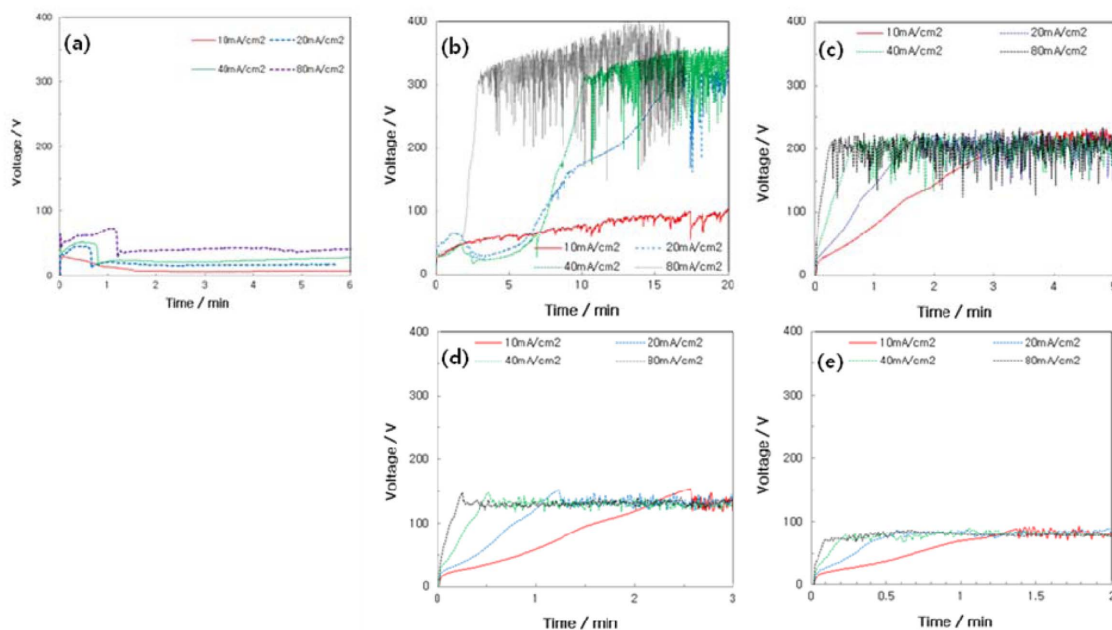 (a)
10mA/cm2 20mA/cm2
40mA/cm2 80mA/cm2
400
300
200
100
0
Voltage / V
0 1 2 3 4 5 6
Time / min
(b)
400
300
200
100
0
Voltage / V
10mA/cm2 20mA/cm2
40mA/cm2 80mA/cm2
0 5 10 15 20
Time / min
(c)
10mA/cm2 20mA/cm2
40mA/cm2 80mA/cm2
400
300
200
100
0
Voltage / V
0 1 2 3 4 5
Time / min
(d)
10mA/cm2 20mA/cm2
40mA/cm2 80mA/cm2
400
300
200
150
100
0
Voltage / V
0 1 2 3
Time / min
(e)
10mA/cm2 20mA/cm2
40mA/cm2 80mA/cm2
400
300
200
100
0
Voltage / V
0 0.5 1 1.5 2
Time / min